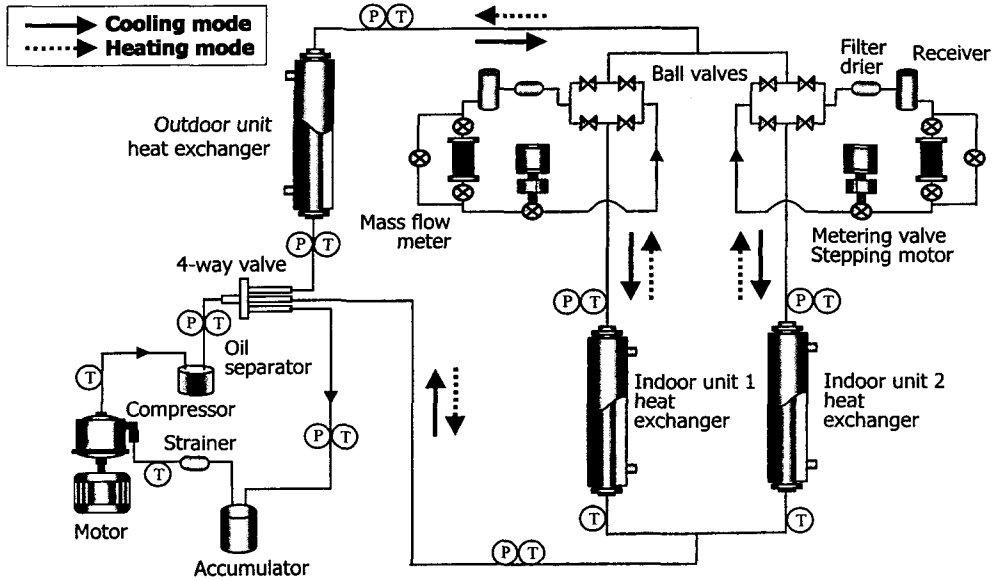 Cooling mode
Heating mode
P T
Outdoor unit
heat exchanger
Ball valves
Filter
drier
Receiver
Mass flow
meter
Metering valve
Stepping motor
P T
4-way valve
P T
Oil
separator
T
Compressor
P T
P T
Indoor unit 1
heat
exchanger
Indoor unit 2
heat
exchanger
Strainer
P T
T
Motor
Accumulator
T
T
P T